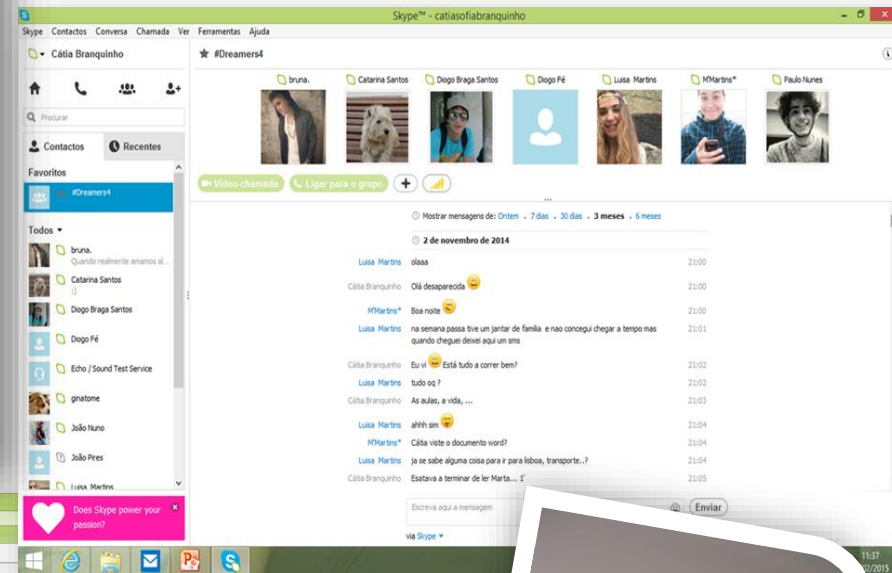 Skype™ - catiasofiabranquinho
Skype Contactos Conversa Chamada Ver Ferramentas Ajuda
Cátia Branquinho
#Dreamers4
Procurar
Contactos Recentes
Favoritos
#Dreamers4
Todos
bruna.
Quando realmente amamos al...
Catarina Santos
:)
Diogo Braga Santos
Diogo Fé
Echo / Sound Test Service
ginatome
João Nuno
João Pires
Luisa Martins
Does Skype power your passion?
bruna. Catarina Santos Diogo Braga Santos Diogo Fé Luisa Martins M'Martins* Paulo Nunes
Video-chamada Ligar para o grupo
Mostrar mensagens de: Ontem . 7 dias . 30 dias . 3 meses . 6 meses
2 de novembro de 2014
Luisa Martins olaaa 21:00
Cátia Branquinho Olá desaparecida 21:00
M'Martins* Boa noite 21:00
Luisa Martins na semana passa tive um jantar de familia e nao concegui chegar a tempo mas 21:01
quando cheguei deixei aqui um sms
Cátia Branquinho Eu vi Está tudo a correr bem? 21:02
Luisa Martins tudo oq ? 21:02
Cátia Branquinho As aulas, a vida, ... 21:03
Luisa Martins ahhh sim 21:04
M'Martins* Cátia viste o documento word? 21:04
Luisa Martins ja se sabe alguma coisa para ir para lisboa, transporte..? 21:04
Cátia Branquinho Esatava a terminar de ler Marta... 21:05
Escreva aqui a mensagem Enviar
via Skype
11:37
02/2015